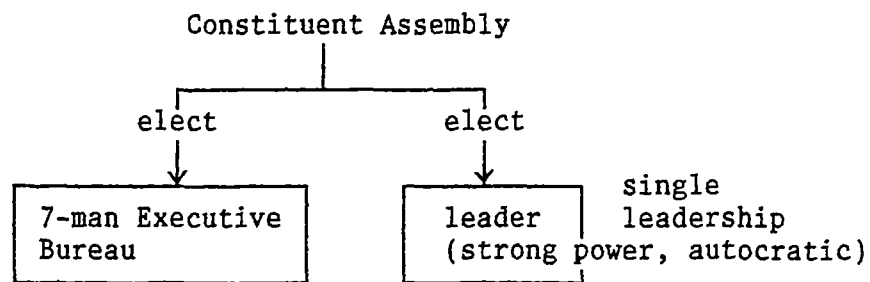 Constituent Assembly
elect
elect
7-man Executive
Bureau
leader
(strong power, autocratic)
single
leadership